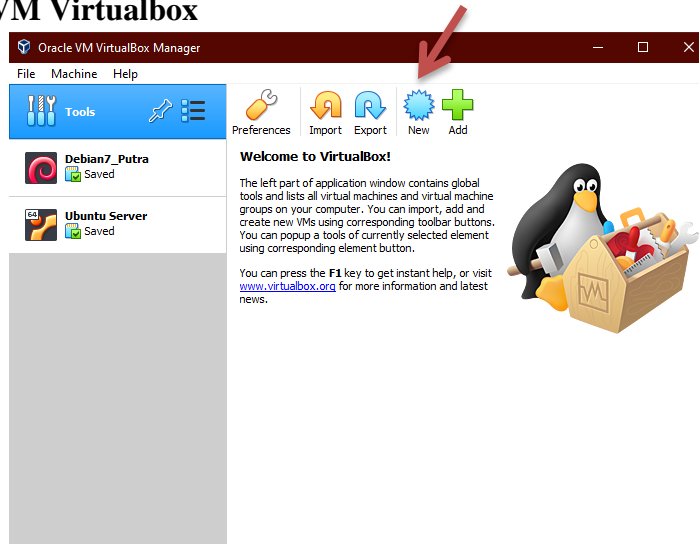 VM Virtualbox
Oracle VM VirtualBox Manager
File Machine Help
Tools
Preferences Import Export New Add
Debian7_Putra
Saved
64
Ubuntu Server
Saved
Welcome to VirtualBox!
The left part of application window contains global
tools and lists all virtual machines and virtual machine
groups on your computer. You can import, add and
create new VMs using corresponding toolbar buttons.
You can popup a tools of currently selected element
using corresponding element button.
You can press the F1 key to get instant help, or visit
www.virtualbox.org for more information and latest
news.
VM